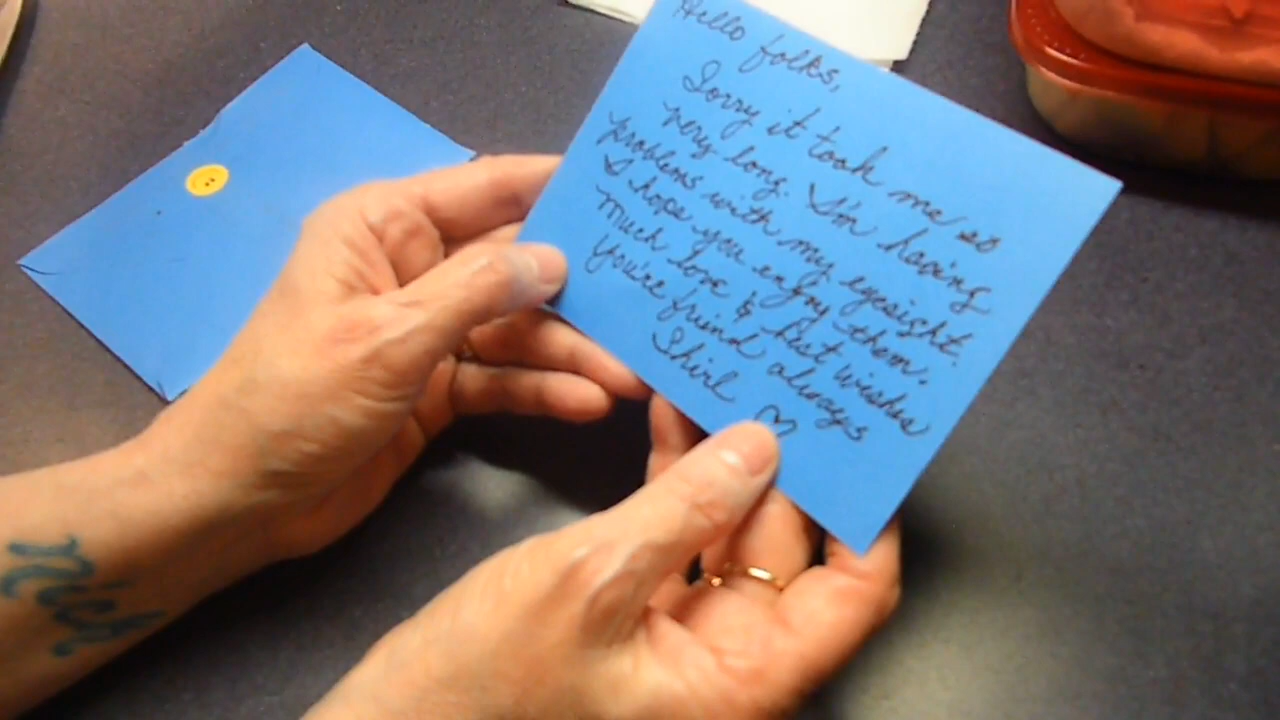 Hello folks,
Sorry it took me so
very long. I'm having
problems with my eyesight.
I hope you enjoy them.
Much love & best wishes
You're friend always
Shirl ♡
Nick